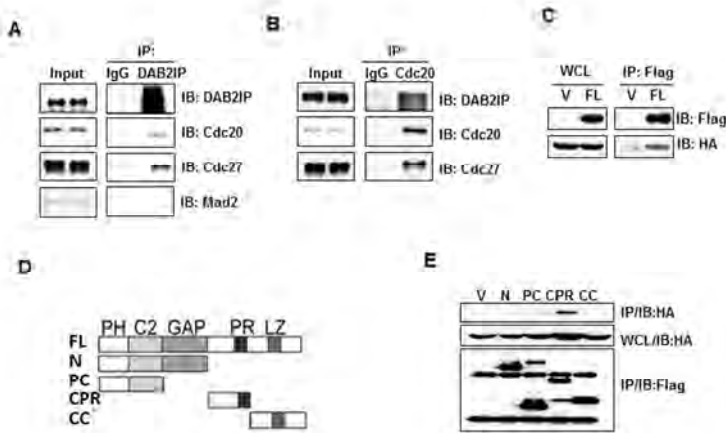 A
IP:
Input IgG DAB2IP
IB: DAB2IP
IB: Cdc20
IB: Cdc27
IB: Mad2
B
IP:
Input IgG Cdc20
IB: DAB2IP
IB: Cdc20
IB: Cdc27
C
WCL IP: Flag
V FL V FL
IB: Flag
IB: HA
D
PH C2 GAP PR LZ
FL
N
PC
CPR
CC
E
V N PC CPR CC
IP/IB:HA
WCL/IB:HA
IP/IB:Flag